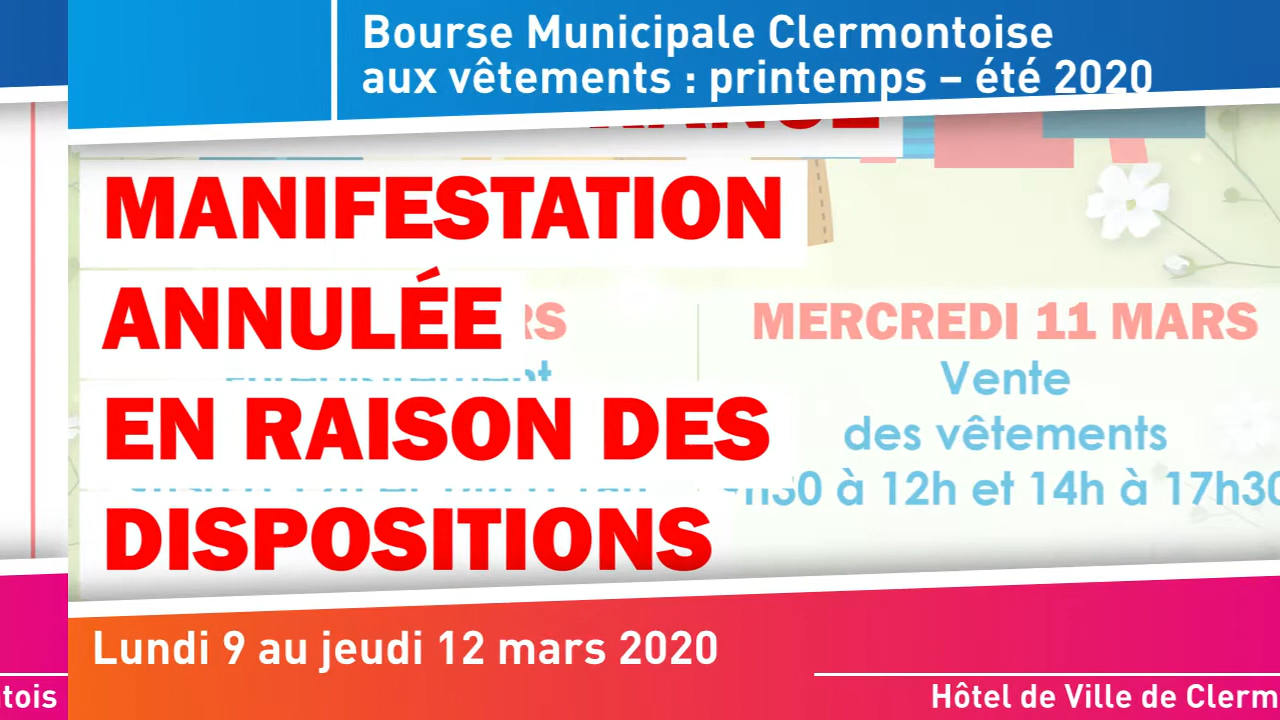 Bourse Municipale Clermontoise
aux vêtements : printemps – été 2020
MANIFESTATION
ANNULÉE
EN RAISON DES
DISPOSITIONS
MERCREDI 11 MARS
Vente
des vêtements
à 12h et 14h à 17h30
Lundi 9 au jeudi 12 mars 2020
Hôtel de Ville de Clerm
tois